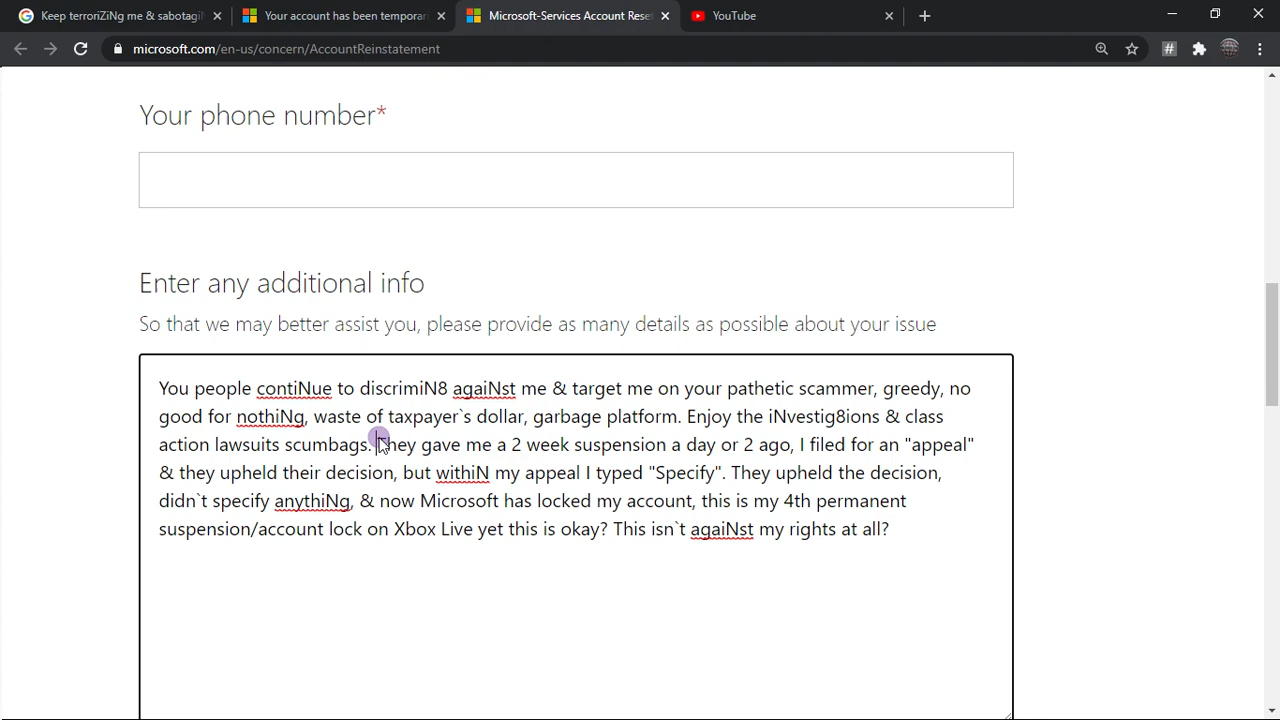 Keep terroriZiNg me & sabotagiN
Your account has been temporar
Microsoft-Services Account Rese
YouTube
microsoft.com/en-us/concern/AccountReinstatement
#
Your phone number*
Enter any additional info
So that we may better assist you, please provide as many details as possible about your issue
You people contiNue to discrimiN8 agaiNst me & target me on your pathetic scammer, greedy, no
good for nothiNg, waste of taxpayer`s dollar, garbage platform. Enjoy the iNvestig8ions & class
action lawsuits scumbags. They gave me a 2 week suspension a day or 2 ago, I filed for an "appeal"
& they upheld their decision, but withiN my appeal I typed "Specify". They upheld the decision,
didn`t specify anythiNg, & now Microsoft has locked my account, this is my 4th permanent
suspension/account lock on Xbox Live yet this is okay? This isn`t agaiNst my rights at all?